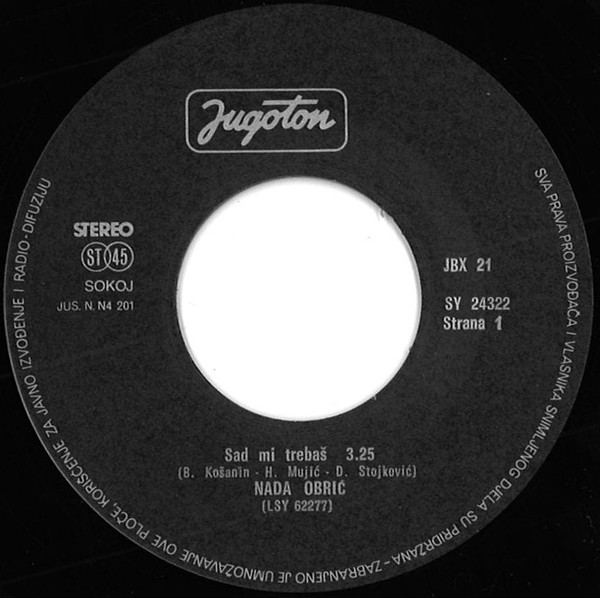 Jugoton
STEREO
ST 45
SOKOJ
JUS. N. N4 201
JBX 21
SY 24322
Strana 1
Sad mi trebaš 3.25
(B. Košanin - H. Mujić - D. Stojković)
NADA OBRIĆ
(LSY 62277)
SVA PRAVA PROIZVOĐAČA I VLASNIKA SNIMLJENOG DJELA SU PRIDRŽANA - ZABRANJENO JE UMNOŽAVANJE OVE PLOČE, KORIŠĆENJE ZA JAVNO IZVOĐENJE I RADIO-DIFUZIJU